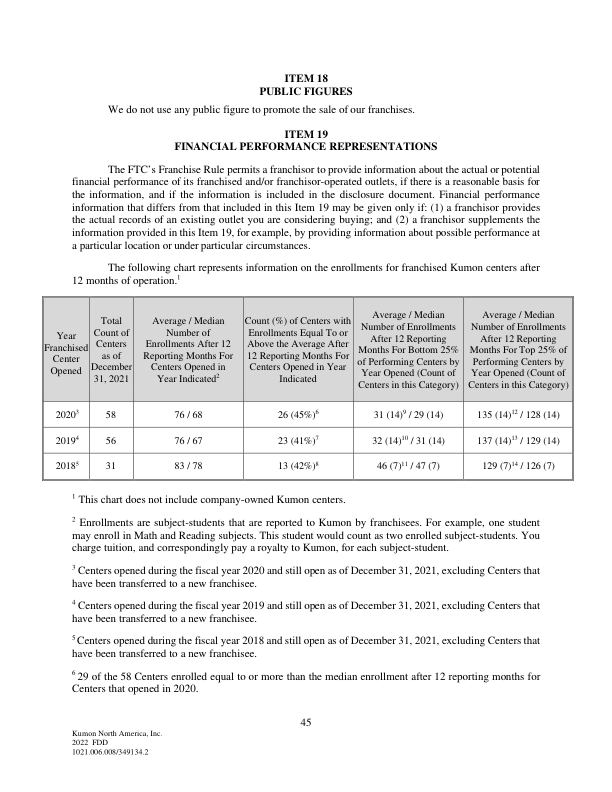 ITEM 18
PUBLIC FIGURES
We do not use any public figure to promote the sale of our franchises.
ITEM 19
FINANCIAL PERFORMANCE REPRESENTATIONS
The FTC’s Franchise Rule permits a franchisor to provide information about the actual or potential
financial performance of its franchised and/or franchisor-operated outlets, if there is a reasonable basis for
the information, and if the information is included in the disclosure document. Financial performance
information that differs from that included in this Item 19 may be given only if: (1) a franchisor provides
the actual records of an existing outlet you are considering buying; and (2) a franchisor supplements the
information provided in this Item 19, for example, by providing information about possible performance at
a particular location or under particular circumstances.
The following chart represents information on the enrollments for franchised Kumon centers after
12 months of operation.¹
Year
Franchised
Center
Opened
Total
Count of
Centers
as of
December
31, 2021
Average / Median
Number of
Enrollments After 12
Reporting Months For
Centers Opened in
Year Indicated²
Count (%) of Centers with
Enrollments Equal To or
Above the Average After
12 Reporting Months For
Centers Opened in Year
Indicated
Average / Median
Number of Enrollments
After 12 Reporting
Months For Bottom 25%
of Performing Centers by
Year Opened (Count of
Centers in this Category)
Average / Median
Number of Enrollments
After 12 Reporting
Months For Top 25% of
Performing Centers by
Year Opened (Count of
Centers in this Category)
2020³ 58 76 / 68 26 (45%)⁶ 31 (14)⁹ / 29 (14) 135 (14)¹² / 128 (14)
2019⁴ 56 76 / 67 23 (41%)⁷ 32 (14)¹⁰ / 31 (14) 137 (14)¹³ / 129 (14)
2018⁵ 31 83 / 78 13 (42%)⁸ 46 (7)¹¹ / 47 (7) 129 (7)¹⁴ / 126 (7)
¹ This chart does not include company-owned Kumon centers.
² Enrollments are subject-students that are reported to Kumon by franchisees. For example, one student
may enroll in Math and Reading subjects. This student would count as two enrolled subject-students. You
charge tuition, and correspondingly pay a royalty to Kumon, for each subject-student.
³ Centers opened during the fiscal year 2020 and still open as of December 31, 2021, excluding Centers that
have been transferred to a new franchisee.
⁴ Centers opened during the fiscal year 2019 and still open as of December 31, 2021, excluding Centers that
have been transferred to a new franchisee.
⁵ Centers opened during the fiscal year 2018 and still open as of December 31, 2021, excluding Centers that
have been transferred to a new franchisee.
⁶ 29 of the 58 Centers enrolled equal to or more than the median enrollment after 12 reporting months for
Centers that opened in 2020.
45
Kumon North America, Inc.
2022 FDD
1021.006.008/349134.2